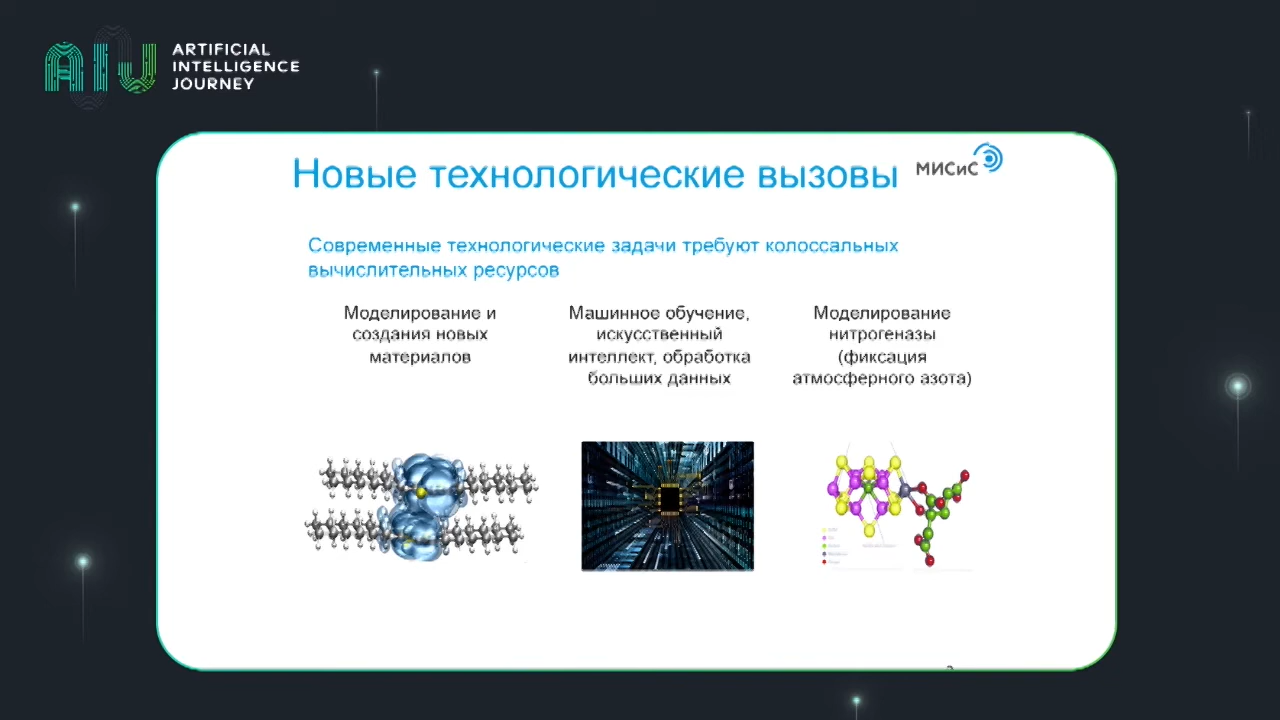 ARTIFICIAL
INTELLIGENCE
JOURNEY
Новые технологические вызовы
МИСиС
Современные технологические задачи требуют колоссальных
вычислительных ресурсов
Моделирование и
создания новых
материалов
Машинное обучение,
искусственный
интеллект, обработка
больших данных
Моделирование
нитрогеназы
(фиксация
атмосферного азота)